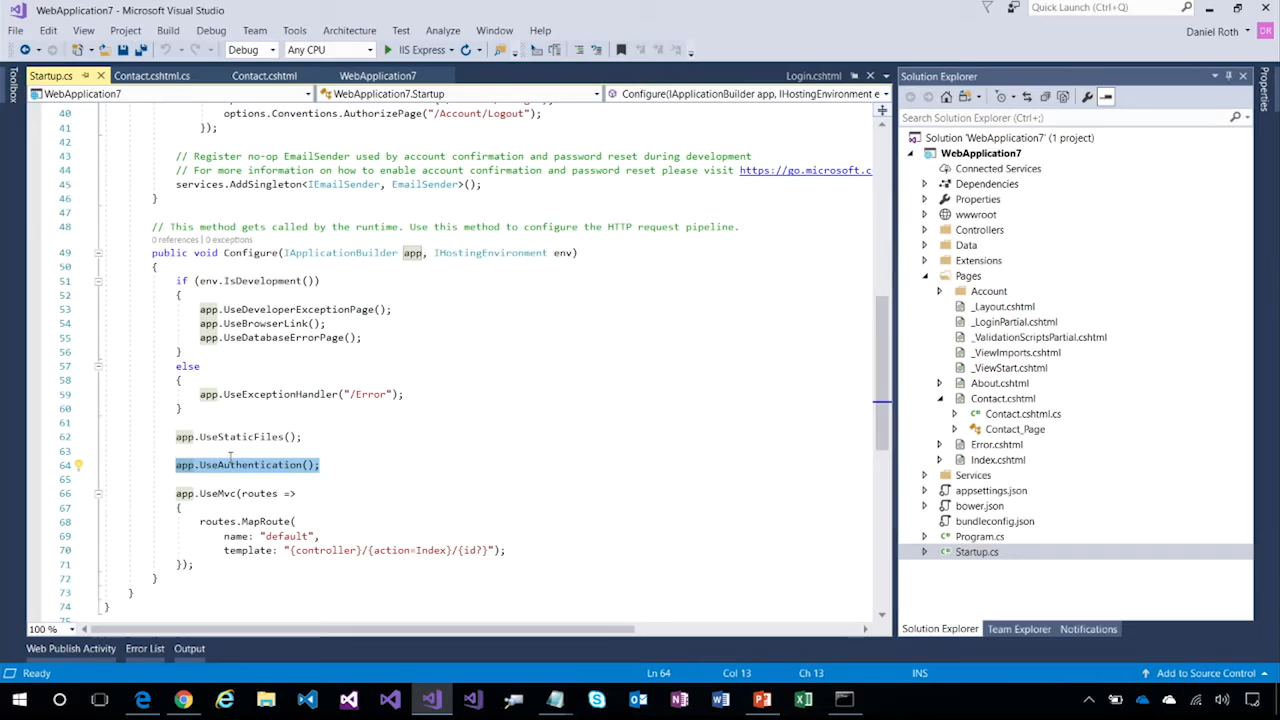 WebApplication7 - Microsoft Visual Studio
Quick Launch (Ctrl+Q)
File Edit View Project Build Debug Team Tools Architecture Test Analyze Window Help
Daniel Roth DR
Debug Any CPU IIS Express
Startup.cs Contact.cshtml.cs Contact.cshtml WebApplication7 Login.cshtml
WebApplication7 WebApplication7.Startup Configure(IApplicationBuilder app, IHostingEnvironment e
Toolbox
40 options.Conventions.AuthorizePage("/Account/Logout");
41 });
42
43 // Register no-op EmailSender used by account confirmation and password reset during development
44 // For more information on how to enable account confirmation and password reset please visit https://go.microsoft.c
45 services.AddSingleton<IEmailSender, EmailSender>();
46 }
47
48 // This method gets called by the runtime. Use this method to configure the HTTP request pipeline.
0 references | 0 exceptions
49 public void Configure(IApplicationBuilder app, IHostingEnvironment env)
50 {
51 if (env.IsDevelopment())
52 {
53 app.UseDeveloperExceptionPage();
54 app.UseBrowserLink();
55 app.UseDatabaseErrorPage();
56 }
57 else
58 {
59 app.UseExceptionHandler("/Error");
60 }
61
62 app.UseStaticFiles();
63
64 app.UseAuthentication();
65
66 app.UseMvc(routes =>
67 {
68 routes.MapRoute(
69 name: "default",
70 template: "{controller}/{action=Index}/{id?}");
71 });
72 }
73 }
74 }
75
100 %
Solution Explorer
Search Solution Explorer (Ctrl+;)
Solution 'WebApplication7' (1 project)
WebApplication7
Connected Services
Dependencies
Properties
wwwroot
Controllers
Data
Extensions
Pages
Account
_Layout.cshtml
_LoginPartial.cshtml
_ValidationScriptsPartial.cshtml
_ViewImports.cshtml
_ViewStart.cshtml
About.cshtml
Contact.cshtml
Contact.cshtml.cs
Contact_Page
Error.cshtml
Index.cshtml
Services
appsettings.json
bower.json
bundleconfig.json
Program.cs
Startup.cs
Solution Explorer Team Explorer Notifications
Properties
Web Publish Activity Error List Output
Ready Ln 64 Col 13 Ch 13 INS Add to Source Control